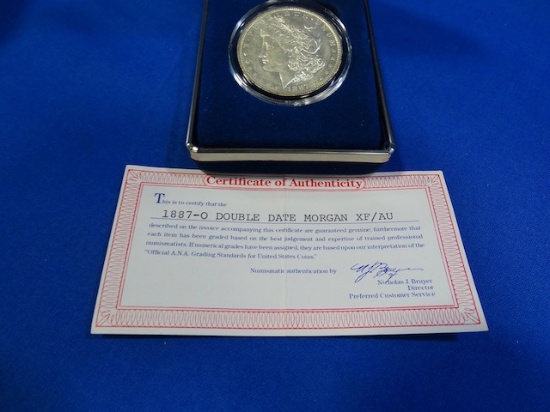 Certificate of Authenticity
This is to certify that the
1887-O DOUBLE DATE MORGAN XF/AU
described on the invoice accompanying this certificate are guaranteed genuine, furthermore that
each item has been graded based on the best judgement and expertise of trained professional
numismatists. If numerical grades have been assigned, they are based upon our interpretation of the
"Official A.N.A. Grading Standards for United States Coins."
Numismatic authentication by
Nicholas J. Bruyer
Director
Preferred Customer Service